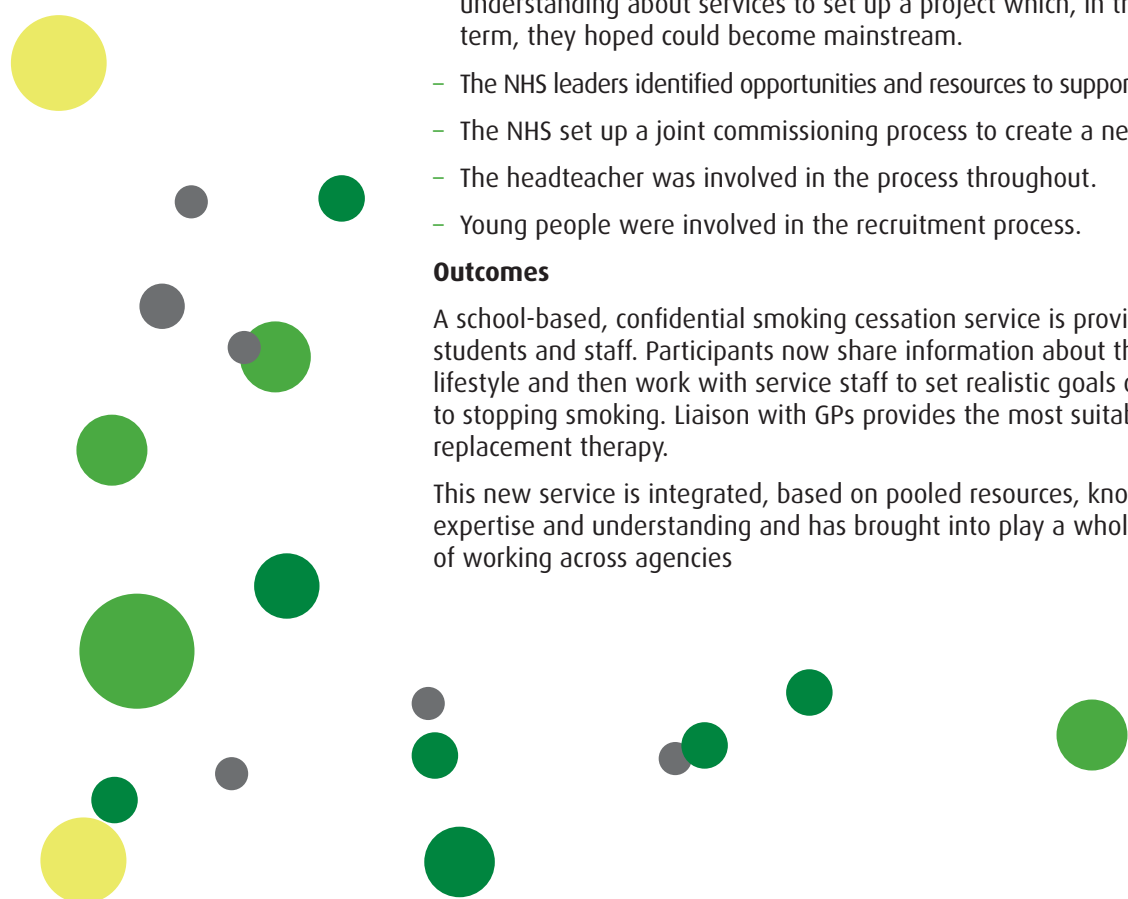 understanding about services to set up a project which, in th
term, they hoped could become mainstream.
– The NHS leaders identified opportunities and resources to suppor
– The NHS set up a joint commissioning process to create a ne
– The headteacher was involved in the process throughout.
– Young people were involved in the recruitment process.
Outcomes
A school-based, confidential smoking cessation service is provi
students and staff. Participants now share information about th
lifestyle and then work with service staff to set realistic goals
to stopping smoking. Liaison with GPs provides the most suitab
replacement therapy.
This new service is integrated, based on pooled resources, kno
expertise and understanding and has brought into play a whol
of working across agencies